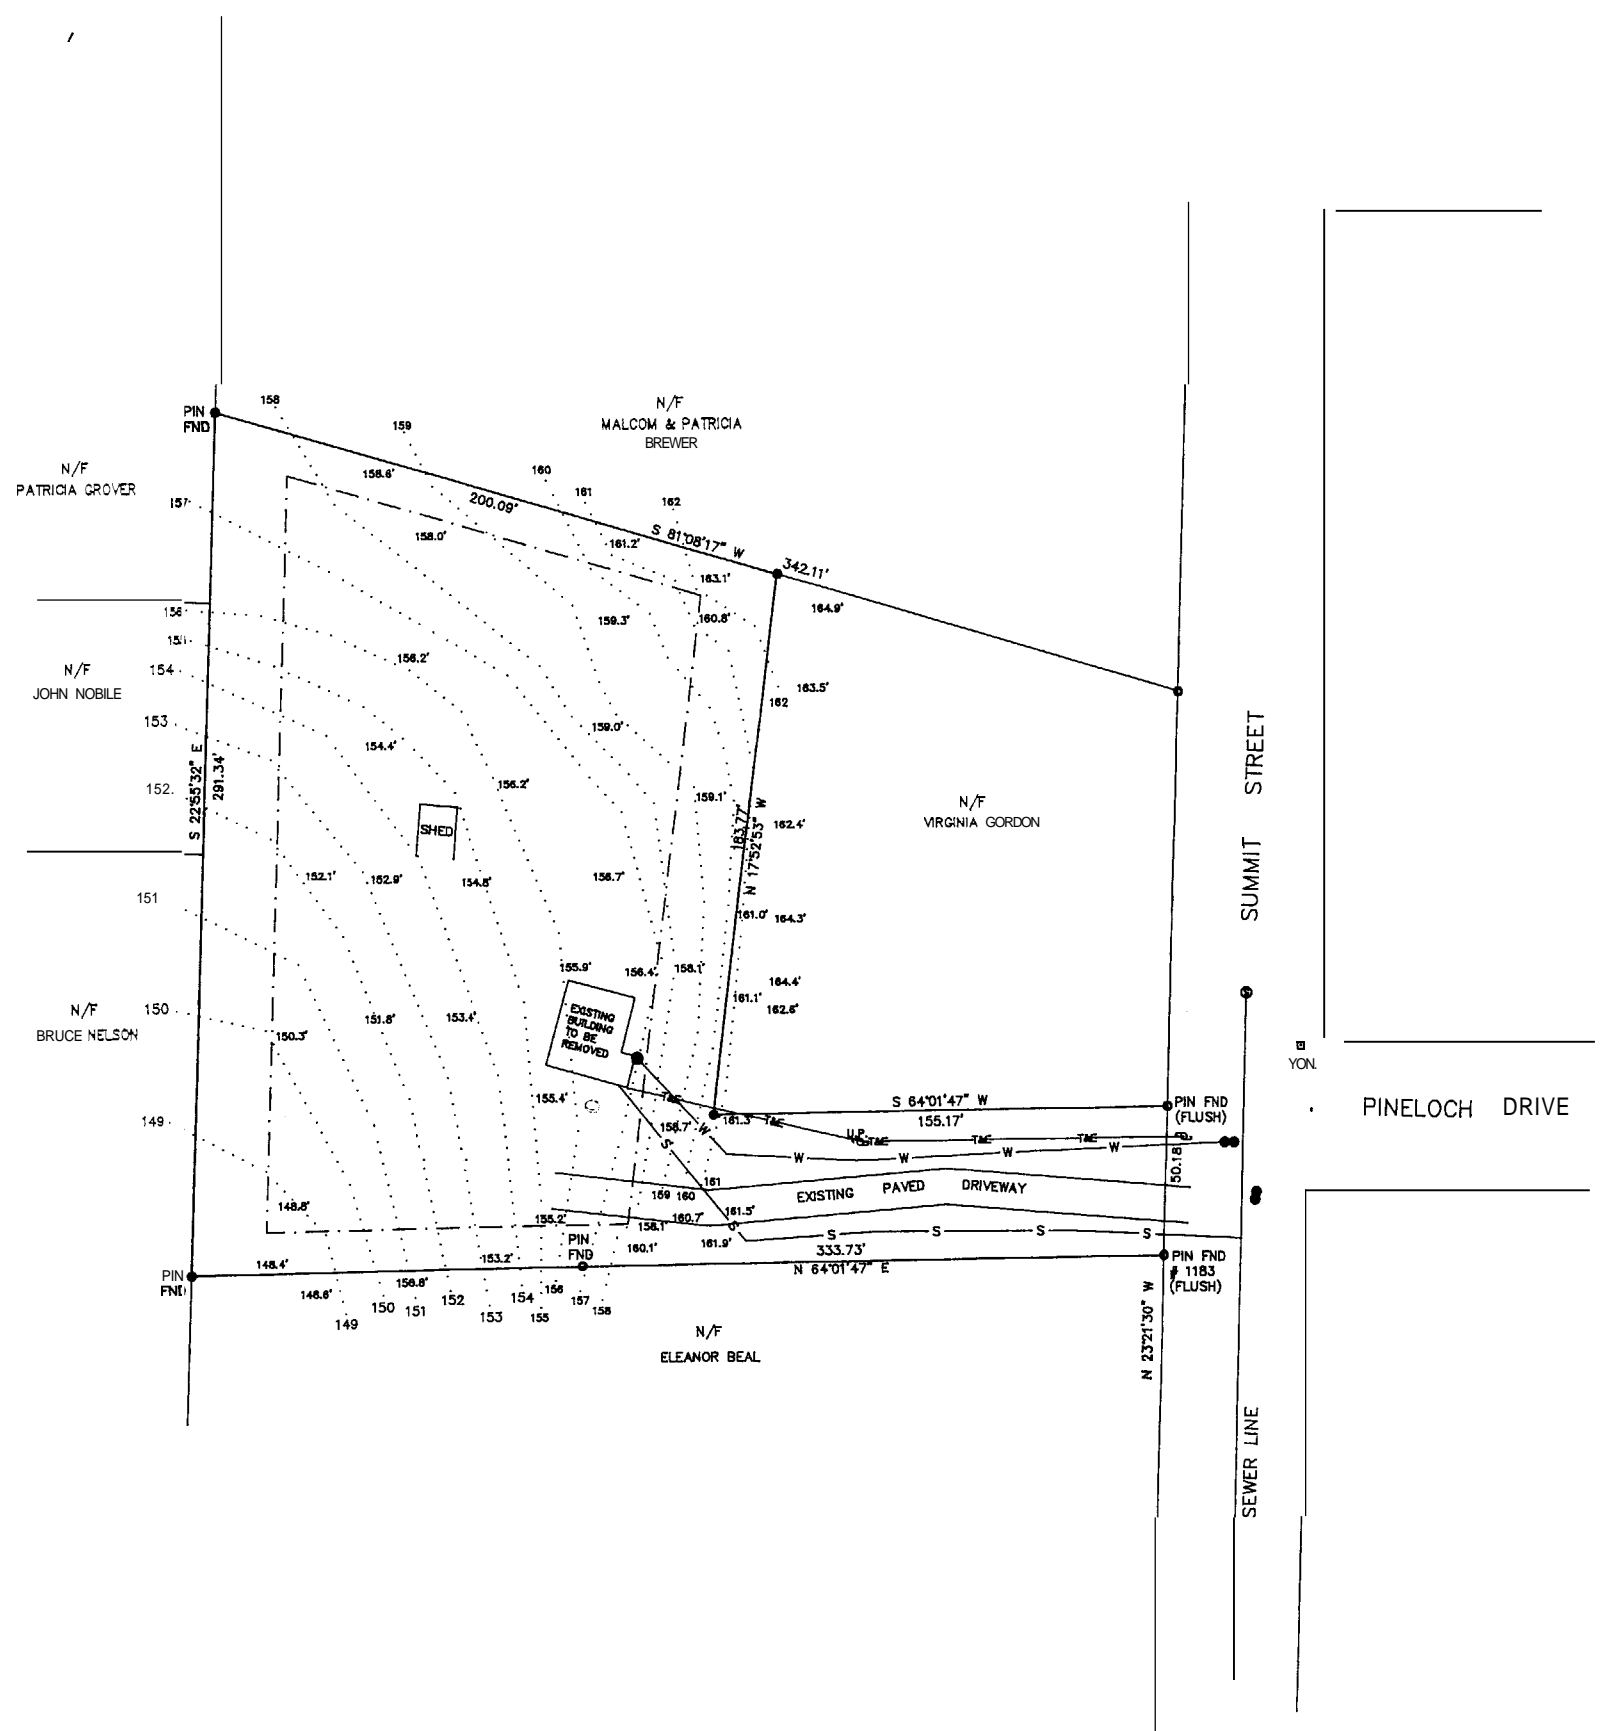 158
PIN
FND
159
N/F
MALCOM & PATRICIA
BREWER
N/F
PATRICIA GROVER
158.6'
160
161
162
157
200.09'
158.0'
161.2'
S 81°08'17" W
342.11'
163.1'
164.9'
156
159.3'
160.8'
156.2'
N/F
JOHN NOBILE
154
163.5'
162
153
154.4'
159.0'
S 22°55'32" E
291.34'
152.
156.2'
159.1'
183.77'
N 17°52'53" W
162.4'
N/F
VIRGINIA GORDON
SHED
SUMMIT STREET
152.1'
152.9'
154.8'
156.7'
151
161.0'
164.3'
155.9'
156.4'
158.1'
164.4'
161.1'
162.6'
N/F
BRUCE NELSON
150
150.3'
151.8'
153.4'
EXISTING
BUILDING
TO BE
REMOVED
YON.
PINELOCH DRIVE
155.4'
T&E
161.3'
T&E
U.P.
T&E
T&E
T&E
S 64°01'47" W
155.17'
PIN FND
(FLUSH)
149
158.7'
W
S
W
W
W
W
50.18'
159
160
161
EXISTING PAVED DRIVEWAY
148.8'
155.2'
158.1'
160.7'
161.5'
S
S
S
S
S
PIN
FND
160.1'
161.9'
333.73'
N 64°01'47" E
PIN FND
# 1183
(FLUSH)
PIN
FND
148.4'
153.2'
148.6'
156.8'
149
150
151
152
153
154
155
156
157
158
N/F
ELEANOR BEAL
N 23°21'30" W
SEWER LINE